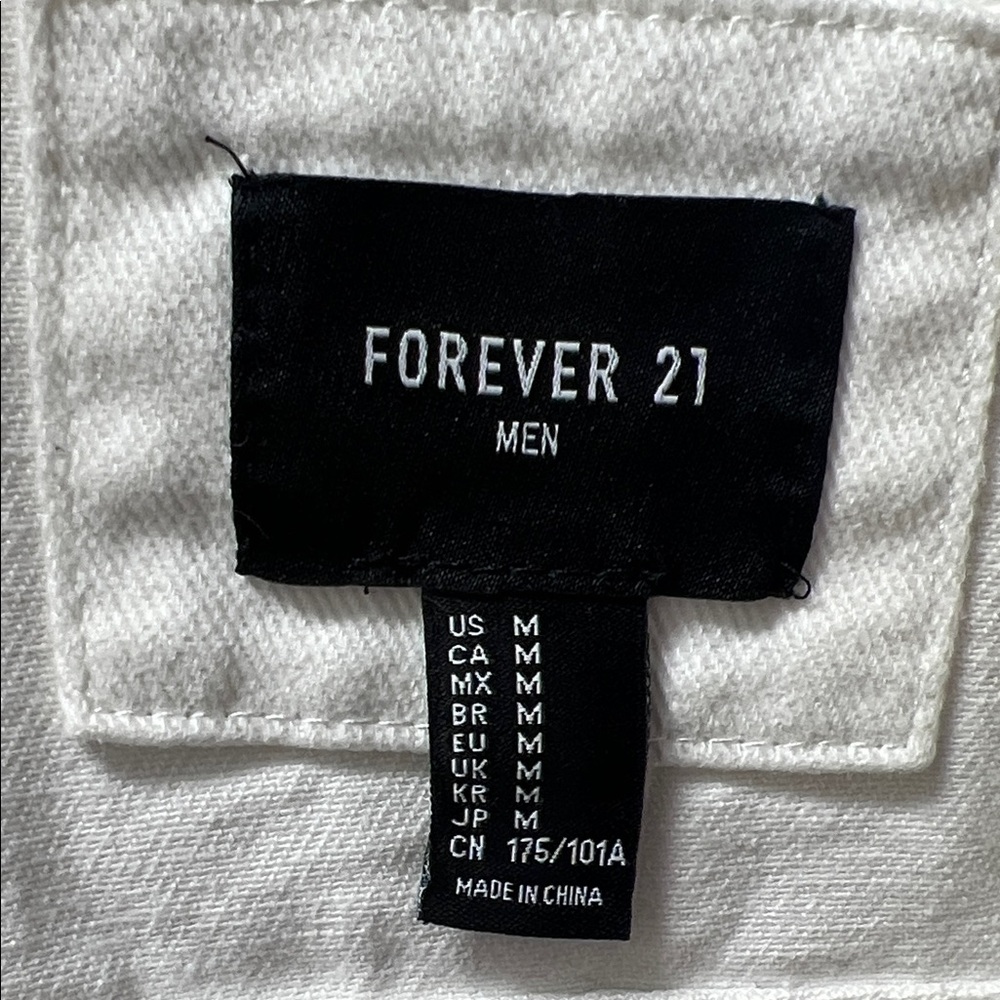 FOREVER 21
MEN
US M
CA M
MX M
BR M
EU M
UK M
KR M
JP M
CN 175/101A
MADE IN CHINA